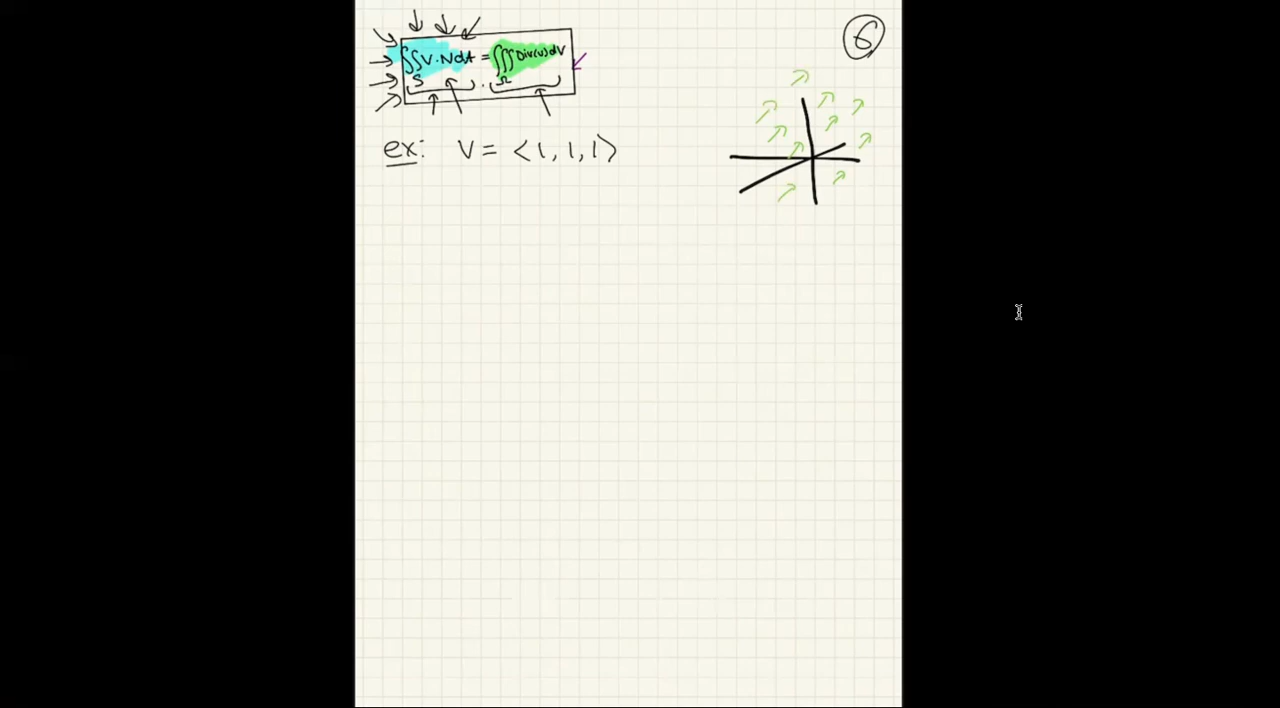 ∬V·NdA = ∭Div(v)dV
S Ω
6
ex: V = <1, 1, 1>